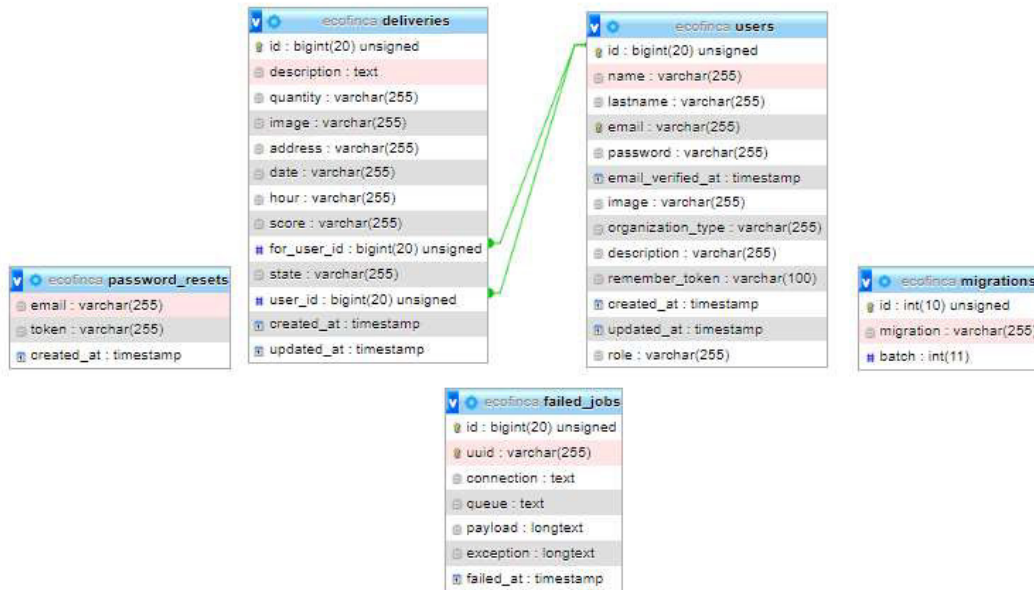 ecofinca deliveries
id : bigint(20) unsigned
description : text
quantity : varchar(255)
image : varchar(255)
address : varchar(255)
date : varchar(255)
hour : varchar(255)
score : varchar(255)
for_user_id : bigint(20) unsigned
state : varchar(255)
user_id : bigint(20) unsigned
created_at : timestamp
updated_at : timestamp
ecofinca users
id : bigint(20) unsigned
name : varchar(255)
lastname : varchar(255)
email : varchar(255)
password : varchar(255)
email_verified_at : timestamp
image : varchar(255)
organization_type : varchar(255)
description : varchar(255)
remember_token : varchar(100)
created_at : timestamp
updated_at : timestamp
role : varchar(255)
ecofinca password_resets
email : varchar(255)
token : varchar(255)
created_at : timestamp
ecofinca migrations
id : int(10) unsigned
migration : varchar(255)
batch : int(11)
ecofinca failed_jobs
id : bigint(20) unsigned
uuid : varchar(255)
connection : text
queue : text
payload : longtext
exception : longtext
failed_at : timestamp